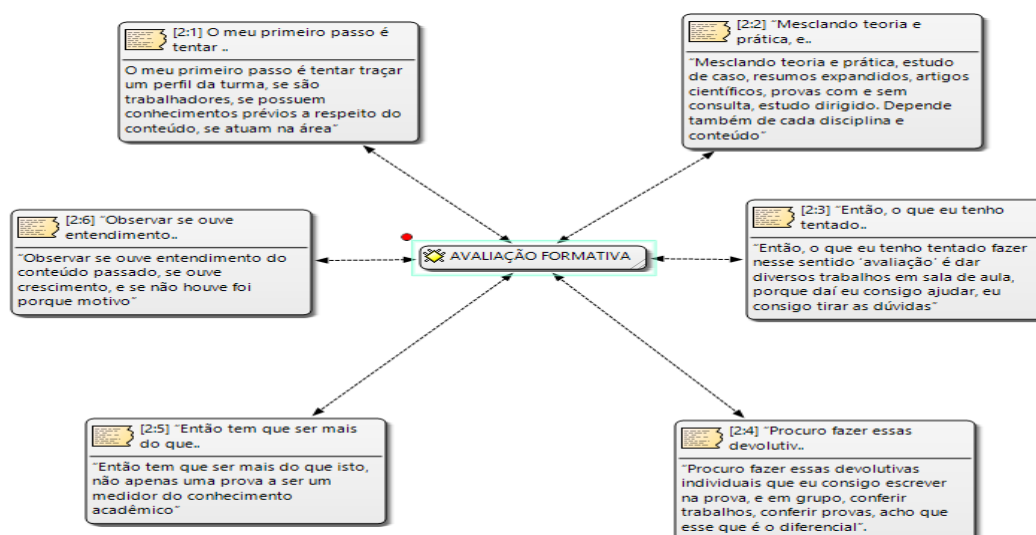 [2:1] O meu primeiro passo é
tentar ..
O meu primeiro passo é tentar traçar
um perfil da turma, se são
trabalhadores, se possuem
conhecimentos prévios a respeito do
conteúdo, se atuam na área"
[2:2] "Mesclando teoria e
prática, e..
"Mesclando teoria e prática, estudo
de caso, resumos expandidos, artigos
científicos, provas com e sem
consulta, estudo dirigido. Depende
também de cada disciplina e
conteúdo"
[2:6] "Observar se ouve
entendimento..
"Observar se ouve entendimento do
conteúdo passado, se ouve
crescimento, e se não houve foi
porque motivo"
AVALIAÇÃO FORMATIVA
[2:3] "Então, o que eu tenho
tentado..
"Então, o que eu tenho tentado fazer
nesse sentido 'avaliação' é dar
diversos trabalhos em sala de aula,
porque daí eu consigo ajudar, eu
consigo tirar as dúvidas"
[2:5] "Então tem que ser mais
do que..
"Então tem que ser mais do que isto,
não apenas uma prova a ser um
medidor do conhecimento
acadêmico"
[2:4] "Procuro fazer essas
devolutiv..
"Procuro fazer essas devolutivas
individuais que eu consigo escrever
na prova, e em grupo, conferir
trabalhos, conferir provas, acho que
esse que é o diferencial".